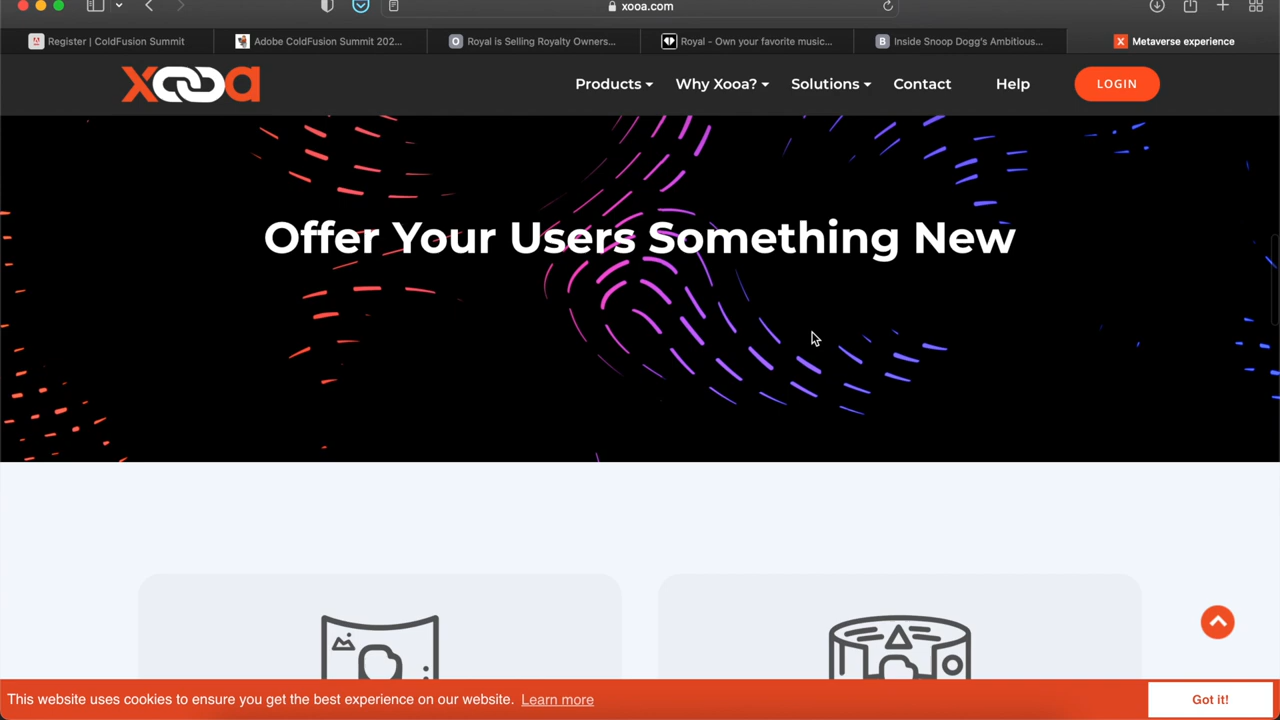 xooa.com
Register | ColdFusion Summit
Adobe ColdFusion Summit 202...
Royal is Selling Royalty Owners...
Royal - Own your favorite music...
Inside Snoop Dogg's Ambitious...
Metaverse experience
xooa
Products
Why Xooa?
Solutions
Contact
Help
LOGIN
Offer Your Users Something New
This website uses cookies to ensure you get the best experience on our website. Learn more
Got it!